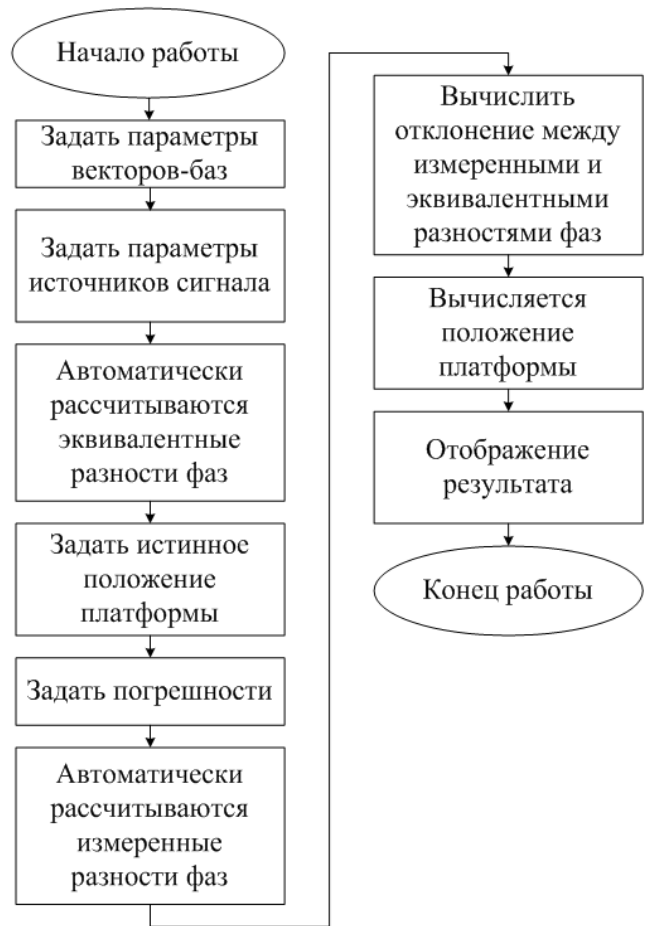 Начало работы
Задать параметры
векторов-баз
Задать параметры
источников сигнала
Автоматически
рассчитываются
эквивалентные
разности фаз
Задать истинное
положение
платформы
Задать погрешности
Автоматически
рассчитываются
измеренные
разности фаз
Вычислить
отклонение между
измеренными и
эквивалентными
разностями фаз
Вычисляется
положение
платформы
Отображение
результата
Конец работы